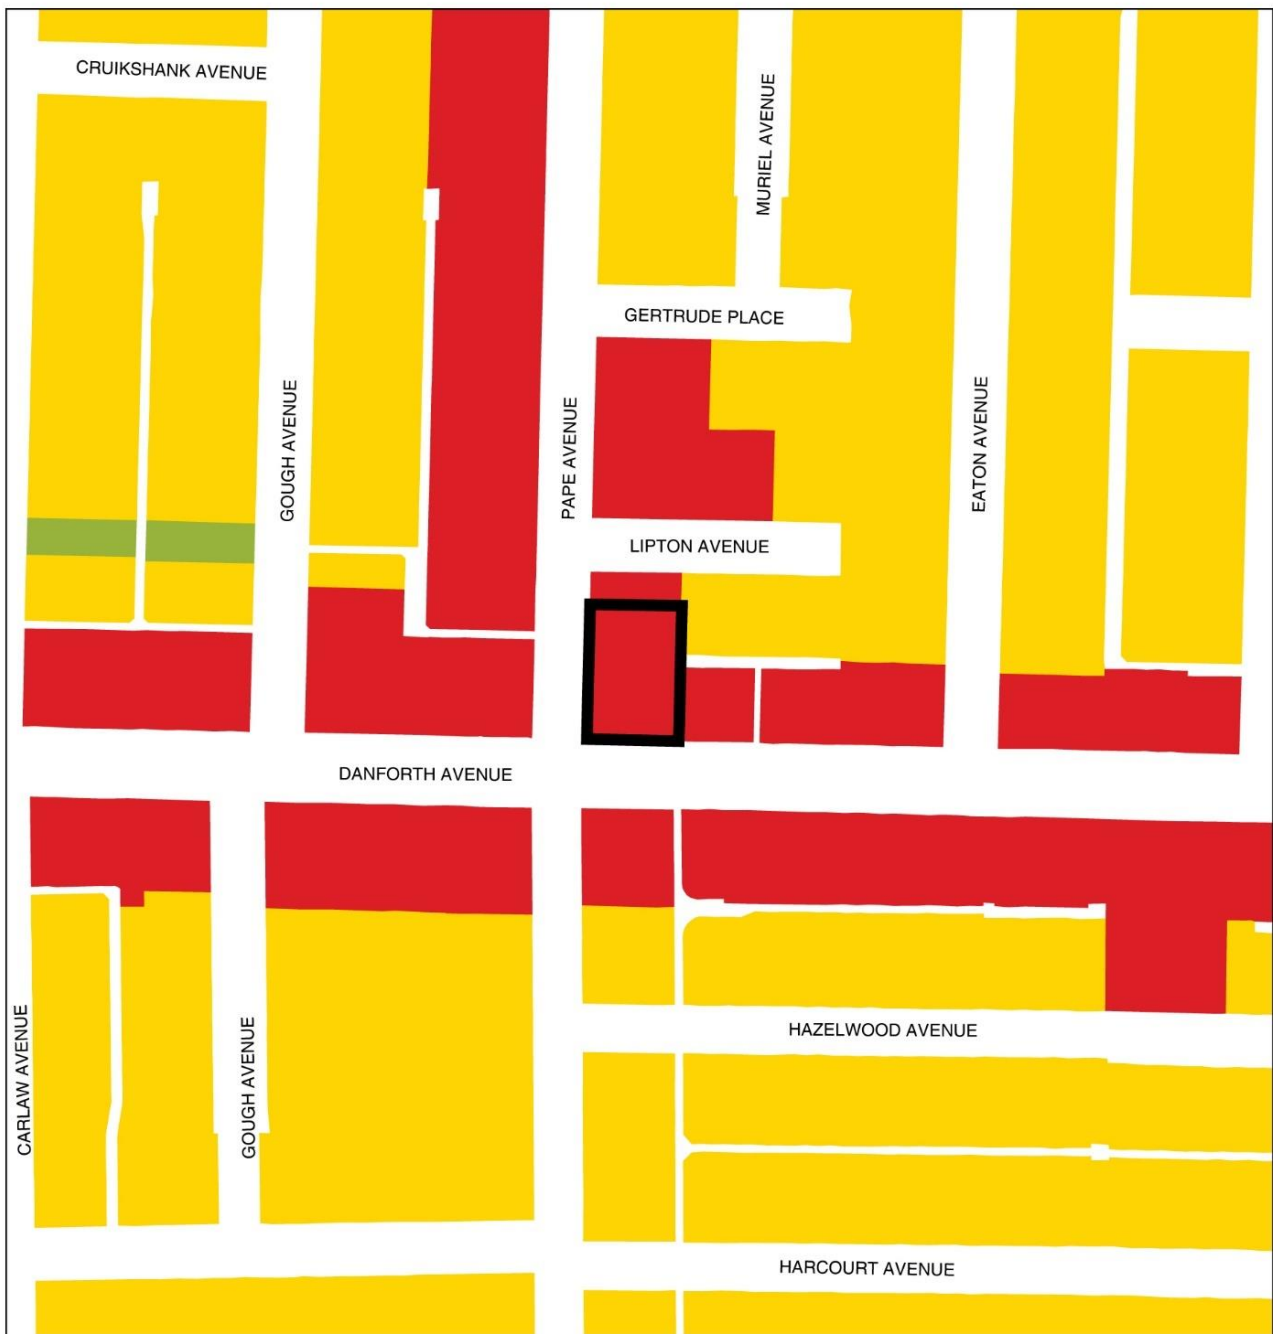 CRUIKSHANK AVENUE
MURIEL AVENUE
GERTRUDE PLACE
GOUGH AVENUE
PAPE AVENUE
EATON AVENUE
LIPTON AVENUE
DANFORTH AVENUE
CARLAW AVENUE
GOUGH AVENUE
HAZELWOOD AVENUE
HARCOURT AVENUE